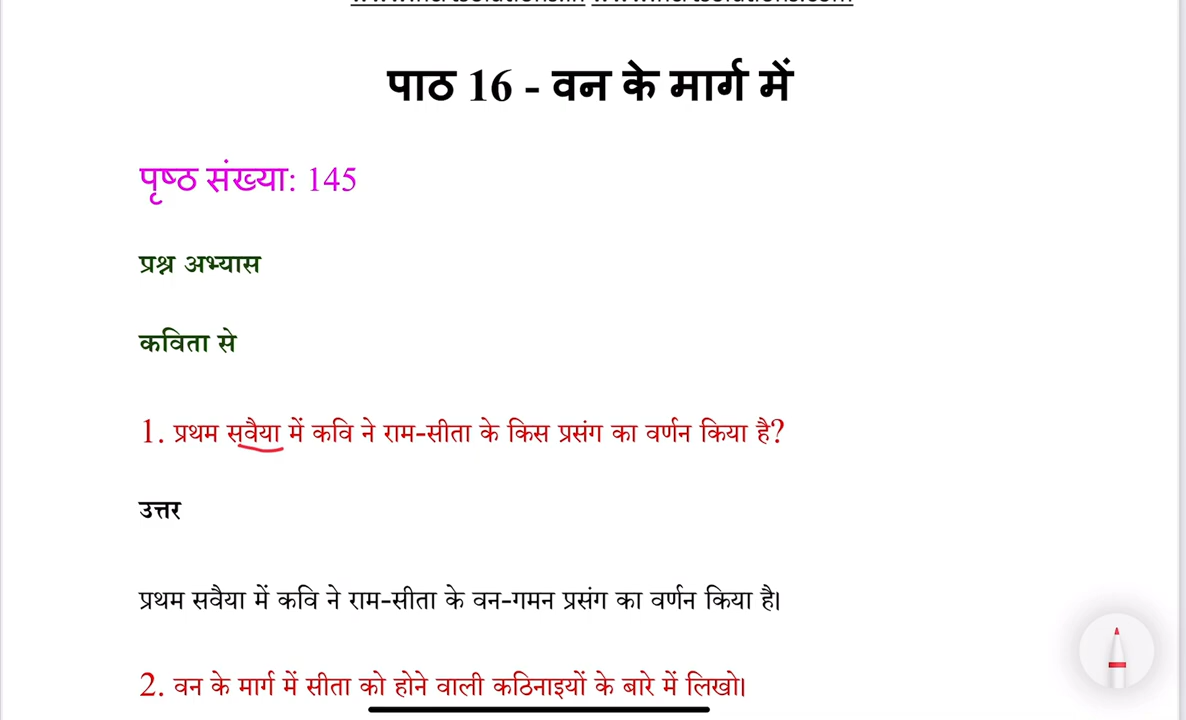 पाठ 16 - वन के मार्ग में
पृष्ठ संख्या: 145
प्रश्न अभ्यास
कविता से
1. प्रथम सवैया में कवि ने राम-सीता के किस प्रसंग का वर्णन किया है?
उत्तर
प्रथम सवैया में कवि ने राम-सीता के वन-गमन प्रसंग का वर्णन किया है।
2. वन के मार्ग में सीता को होने वाली कठिनाइयों के बारे में लिखो।